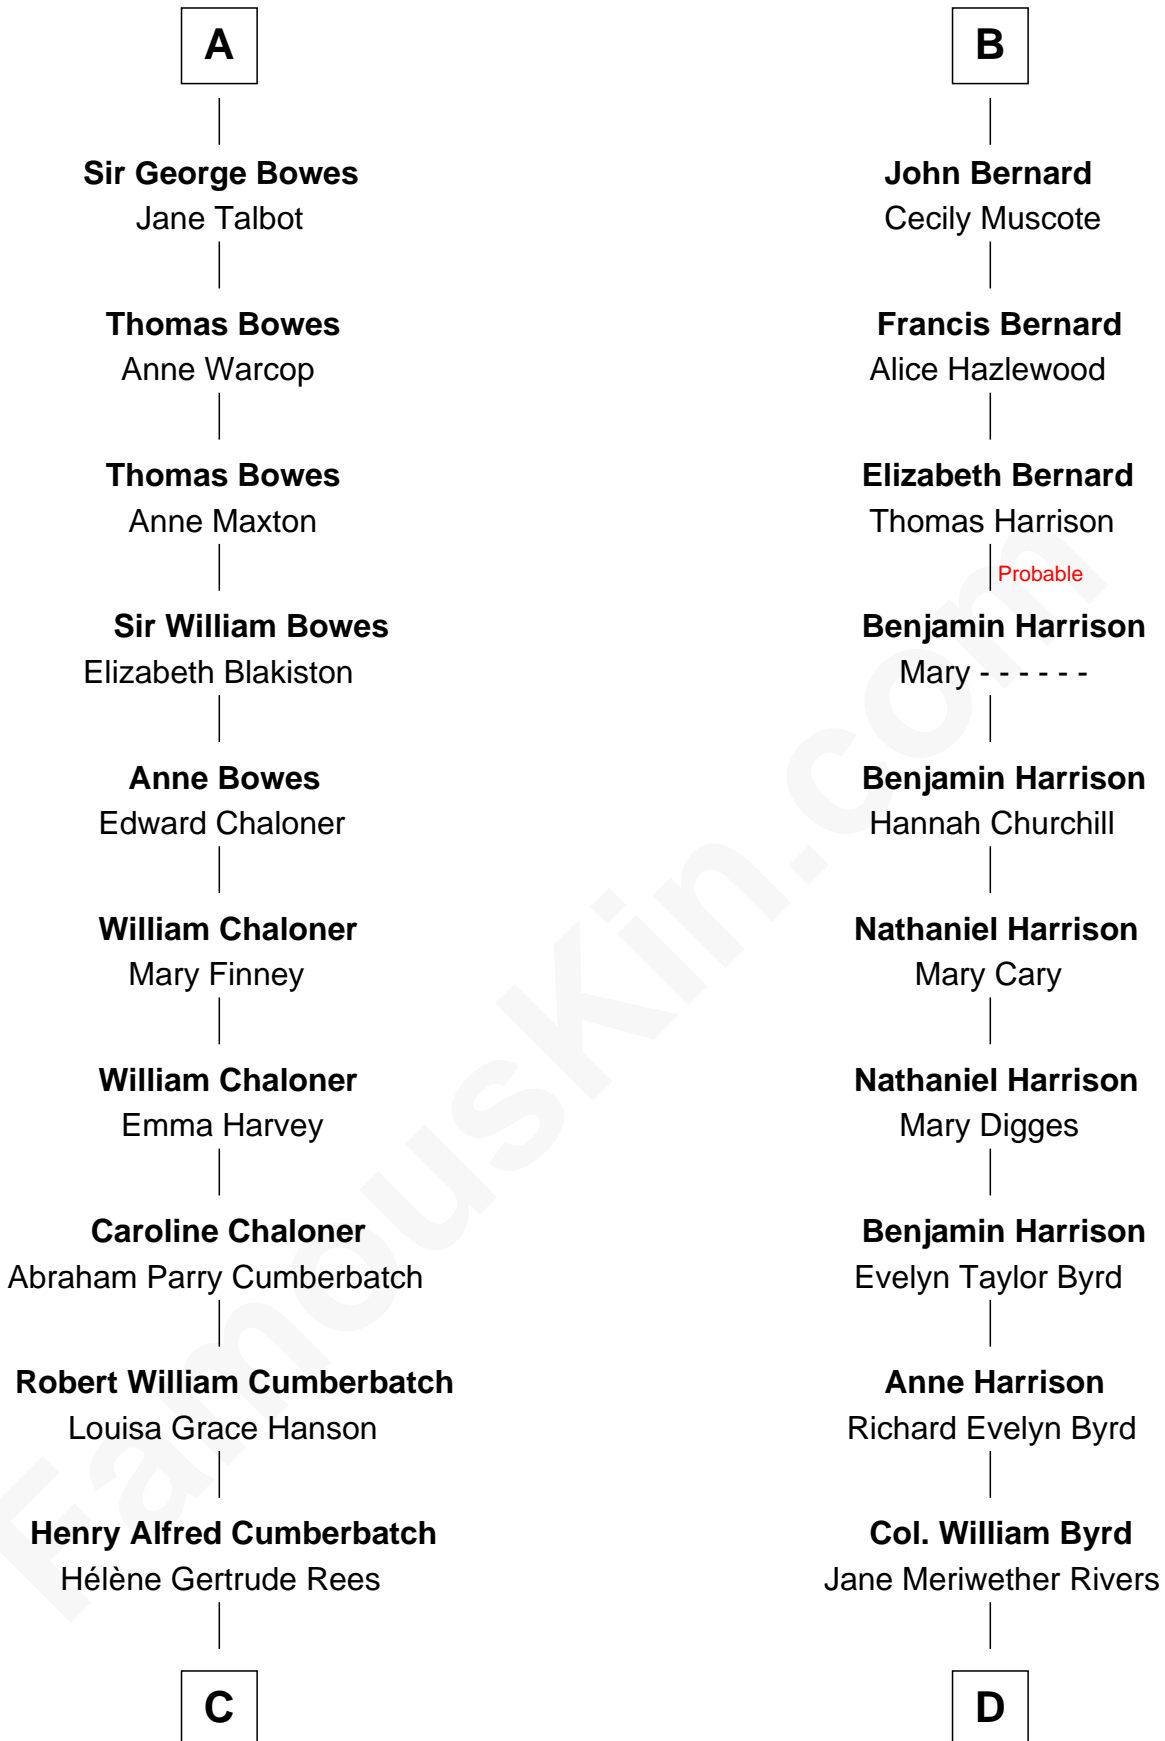 A
Sir George Bowes
Jane Talbot
Thomas Bowes
Anne Warcop
Thomas Bowes
Anne Maxton
Sir William Bowes
Elizabeth Blakiston
Anne Bowes
Edward Chaloner
William Chaloner
Mary Finney
William Chaloner
Emma Harvey
Caroline Chaloner
Abraham Parry Cumberbatch
Robert William Cumberbatch
Louisa Grace Hanson
Henry Alfred Cumberbatch
Hélène Gertrude Rees
C
B
John Bernard
Cecily Muscote
Francis Bernard
Alice Hazlewood
Elizabeth Bernard
Thomas Harrison
Probable
Benjamin Harrison
Mary - - - - - -
Benjamin Harrison
Hannah Churchill
Nathaniel Harrison
Mary Cary
Nathaniel Harrison
Mary Digges
Benjamin Harrison
Evelyn Taylor Byrd
Anne Harrison
Richard Evelyn Byrd
Col. William Byrd
Jane Meriwether Rivers
D
FamousKin.com